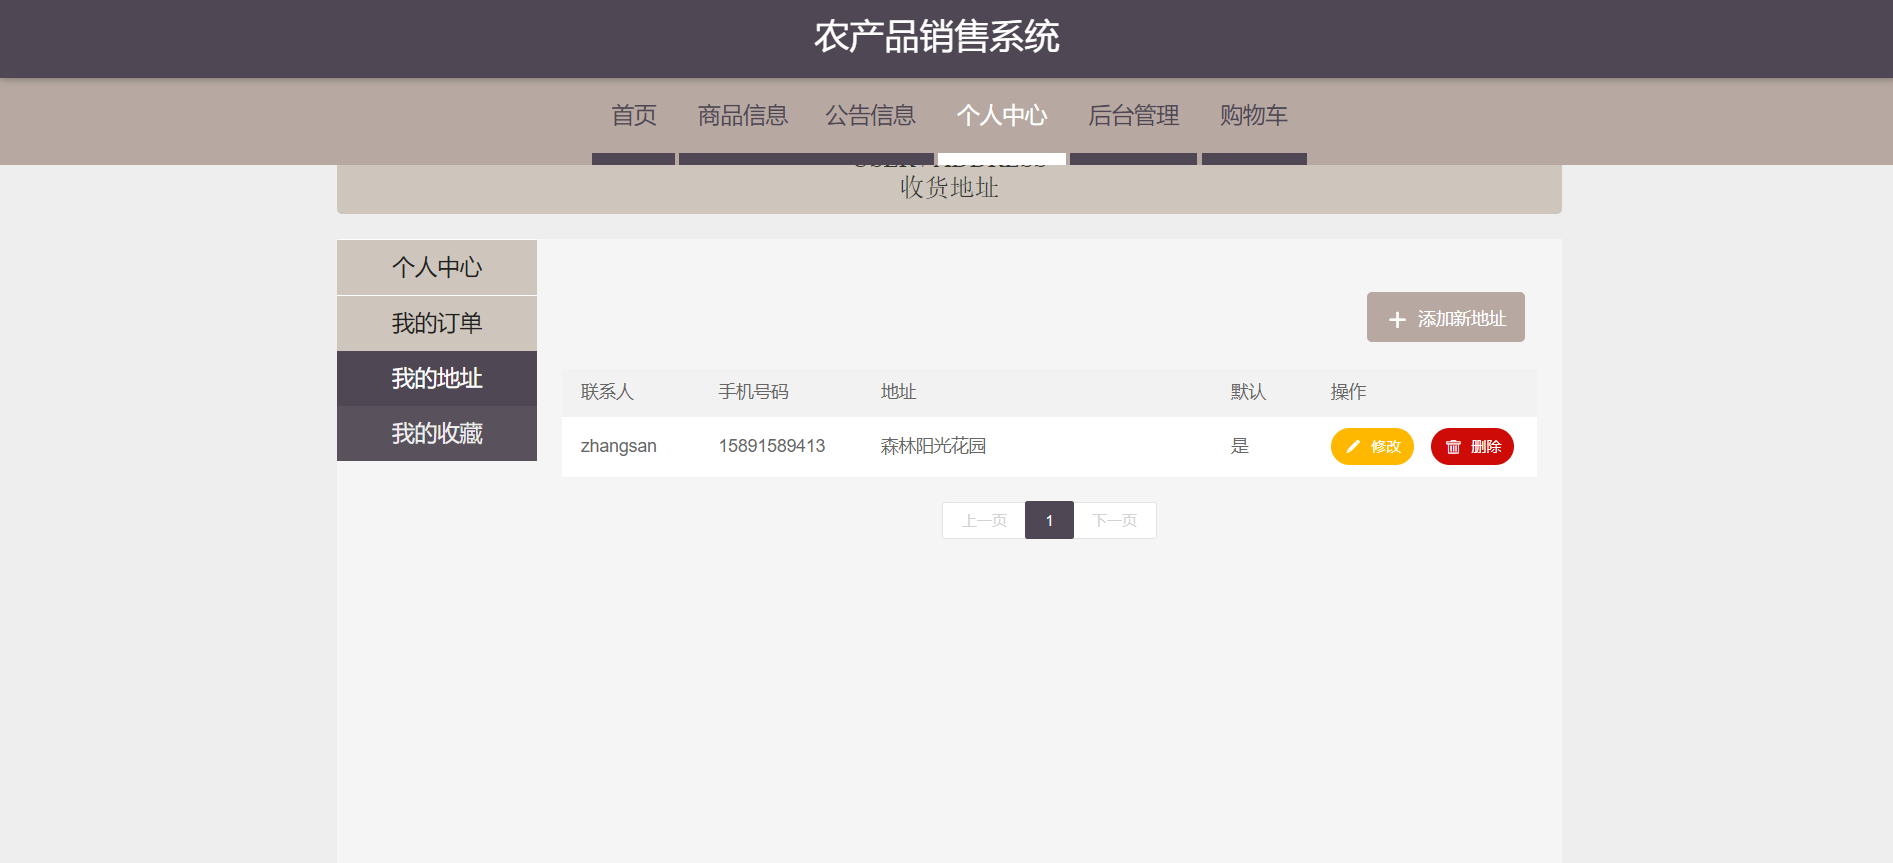 农产品销售系统
首页 商品信息 公告信息 个人中心 后台管理 购物车
收货地址
个人中心
我的订单
我的地址
我的收藏
添加新地址
联系人 手机号码 地址 默认 操作
zhangsan 15891589413 森林阳光花园 是 修改 删除
上一页 1 下一页